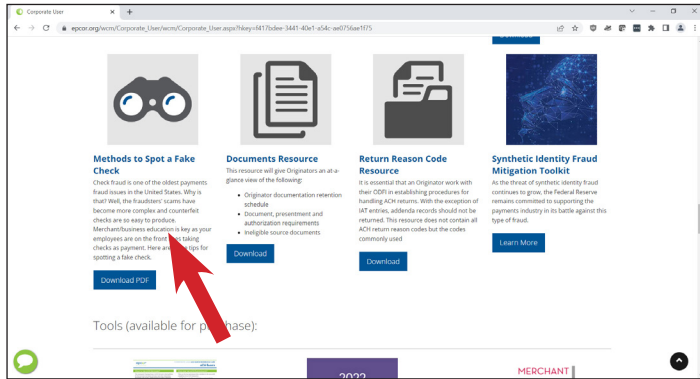 Corporate User
epcor.org/wcm/Corporate_User/wcm/Corporate_User.aspx?hkey=f417bdee-3441-40e1-a54c-ae0756ae1f75
Methods to Spot a Fake
Check
Check fraud is one of the oldest payments
fraud issues in the United States. Why is
that? Well, the fraudsters' scams have
become more complex and counterfeit
checks are so easy to produce.
Merchant/business education is key as your
employees are on the front taking
checks as payment. Here are tips for
spotting a fake check.
Download PDF
Documents Resource
This resource will give Originators an at-a-
glance view of the following:
• Originator documentation retention
schedule
• Document, presentment and
authorization requirements
• Ineligible source documents
Download
Return Reason Code
Resource
It is essential that an Originator work with
their ODFI in establishing procedures for
handling ACH returns. With the exception of
IAT entries, addenda records should not be
returned. This resource does not contain all
ACH return reason codes but the codes
commonly used
Download
Synthetic Identity Fraud
Mitigation Toolkit
As the threat of synthetic identity fraud
continues to grow, the Federal Reserve
remains committed to supporting the
payments industry in its battle against this
type of fraud.
Learn More
Tools (available for purchase):
2022
MERCHANT